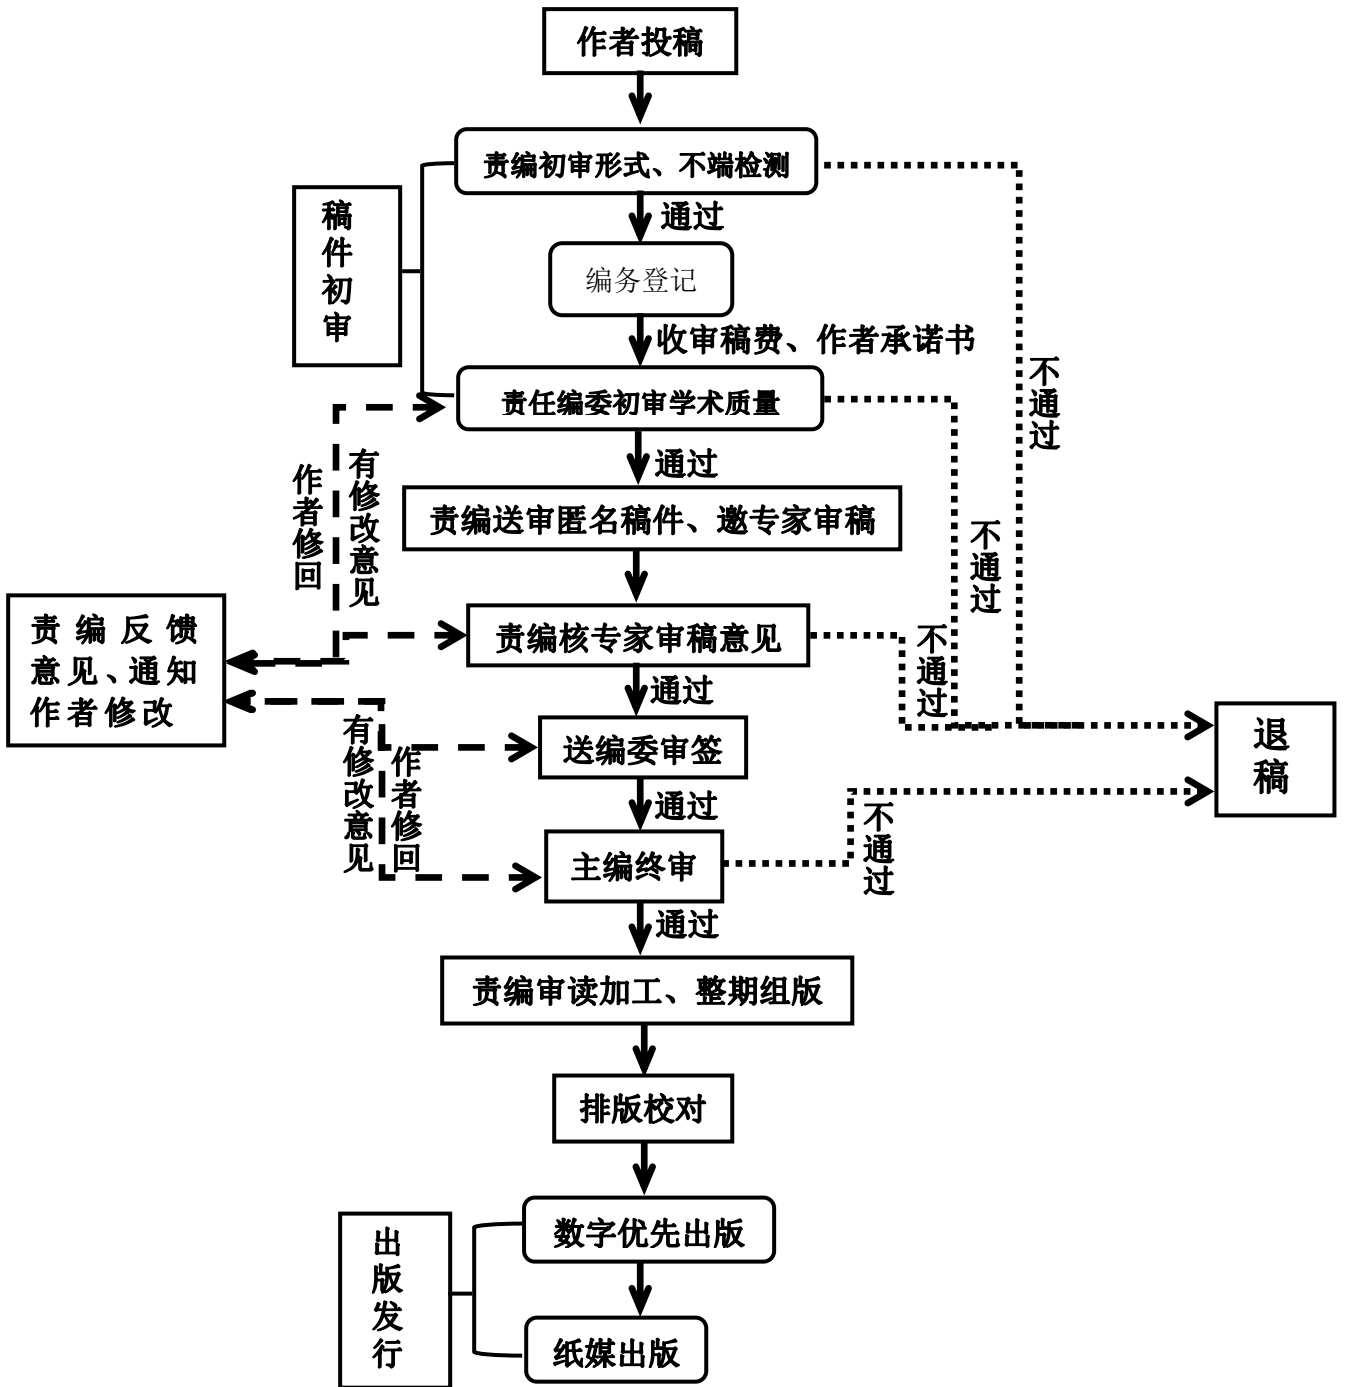 作者投稿
责编初审形式、不端检测
通过
稿件初审
编务登记
收审稿费、作者承诺书
不通过
责任编委初审学术质量
通过
有修改意见
作者修回
责编送审匿名稿件、邀专家审稿
不通过
责编反馈
意见、通知
作者修改
责编核专家审稿意见
不通过
通过
送编委审签
退稿
有修改意见
作者修回
通过
主编终审
不通过
通过
责编审读加工、整期组版
排版校对
数字优先出版
出版发行
纸媒出版